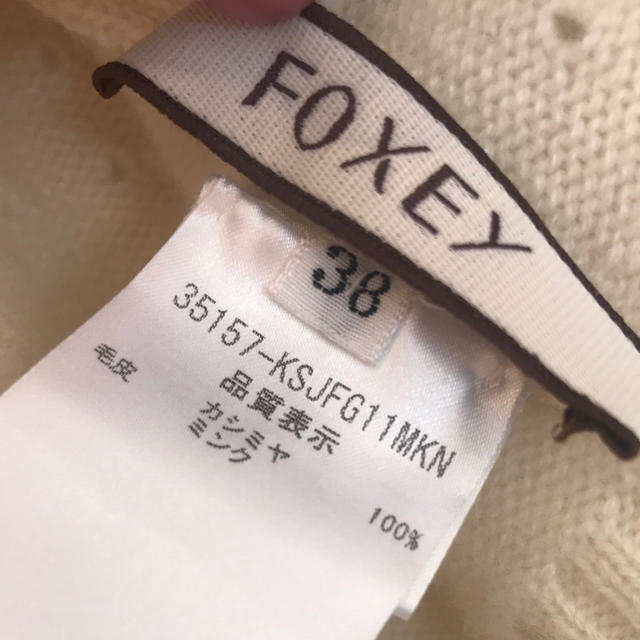 FOXEY
38
35157-KSJFG11MKN
品質表示
カシミヤ 100%
毛皮 ミンク